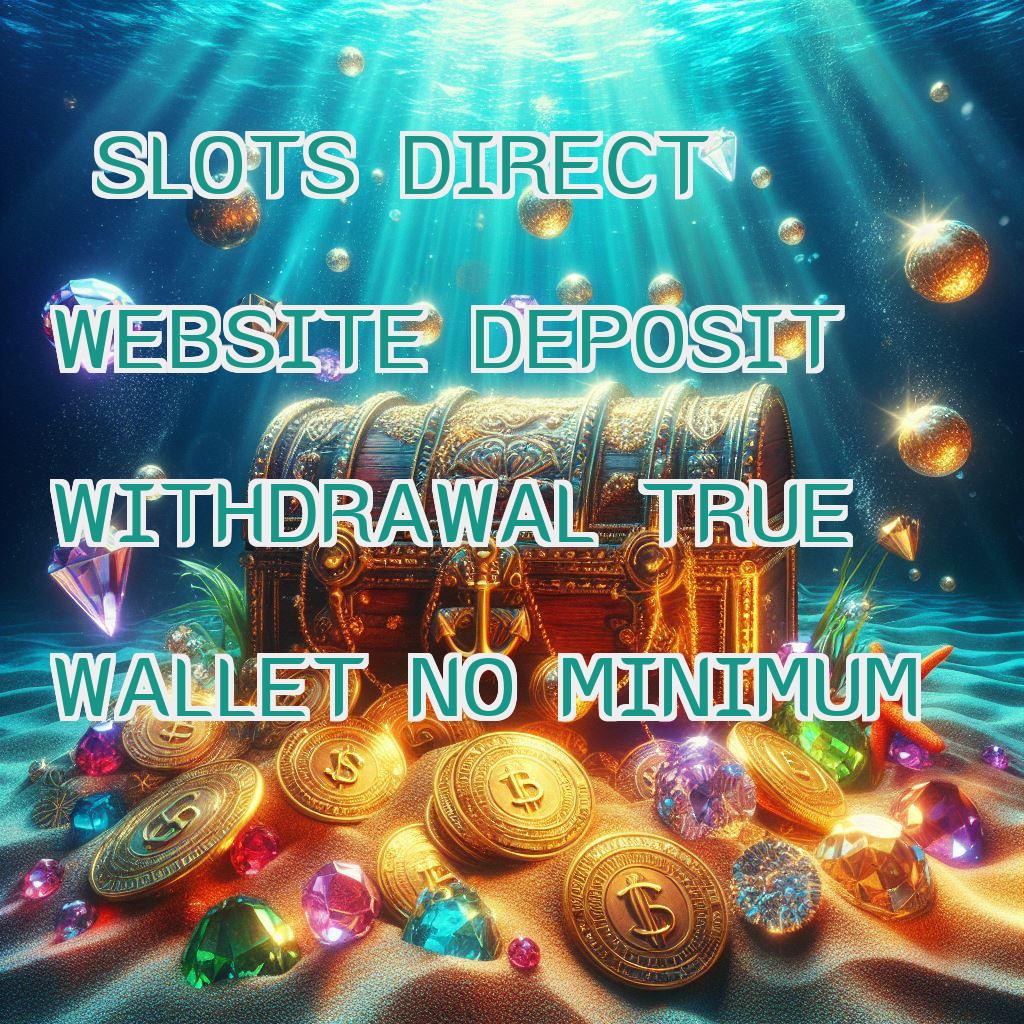 SLOTS DIRECT
WEBSITE DEPOSIT
WITHDRAWAL TRUE
WALLET NO MINIMUM